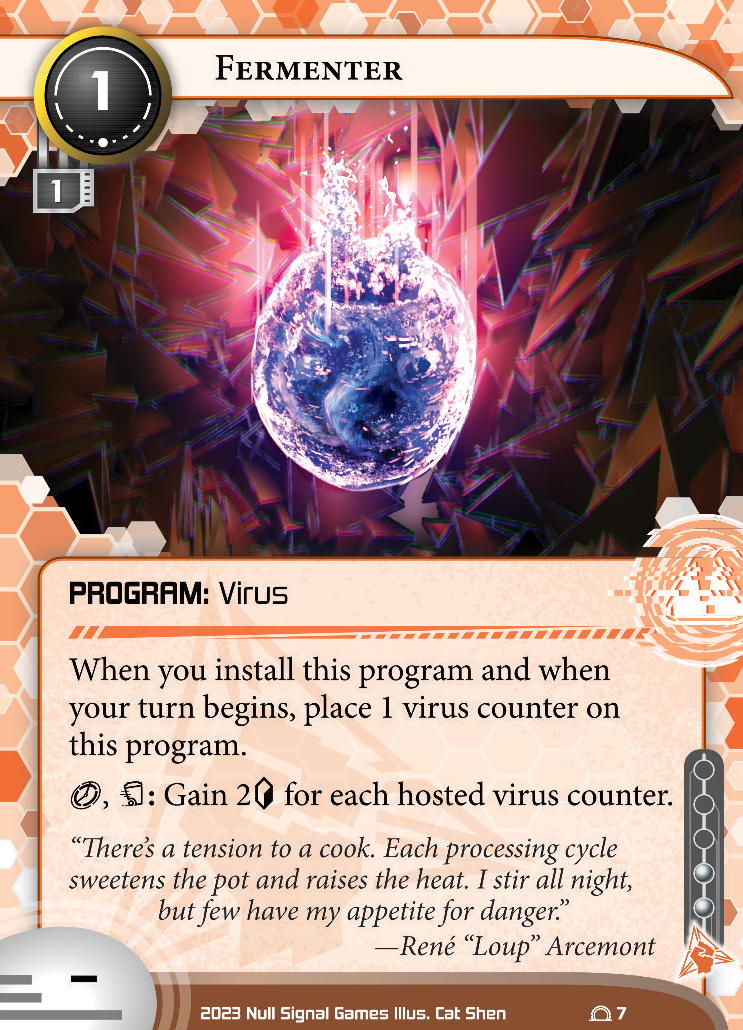 1
Fermenter
1
PROGRAM: Virus
When you install this program and when
your turn begins, place 1 virus counter on
this program.
, : Gain 2 for each hosted virus counter.
“There’s a tension to a cook. Each processing cycle
sweetens the pot and raises the heat. I stir all night,
but few have my appetite for danger.”
—René “Loup” Arcemont
2023 Null Signal Games Illus. Cat Shen
7